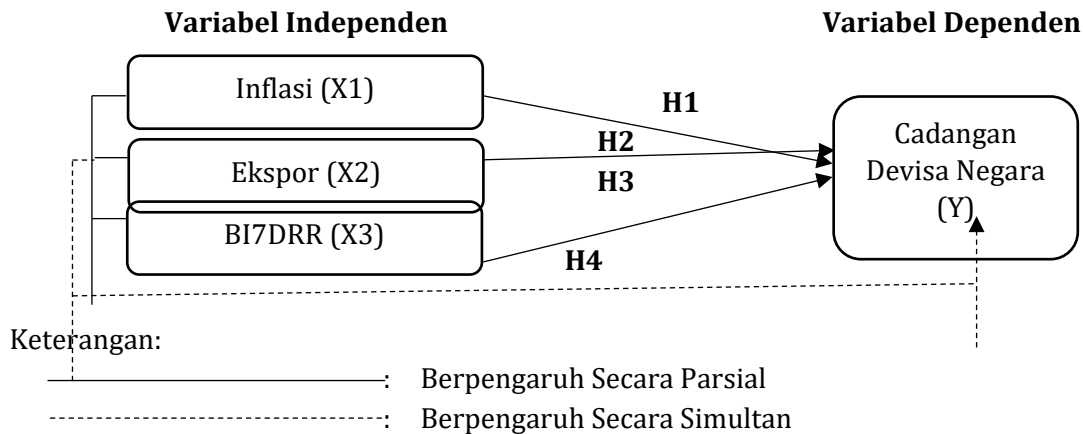 Variabel Independen
Variabel Dependen
Inflasi (X1)
H1
Cadangan
Devisa Negara
(Y)
H2
Ekspor (X2)
H3
BI7DRR (X3)
H4
Keterangan:
: Berpengaruh Secara Parsial
: Berpengaruh Secara Simultan